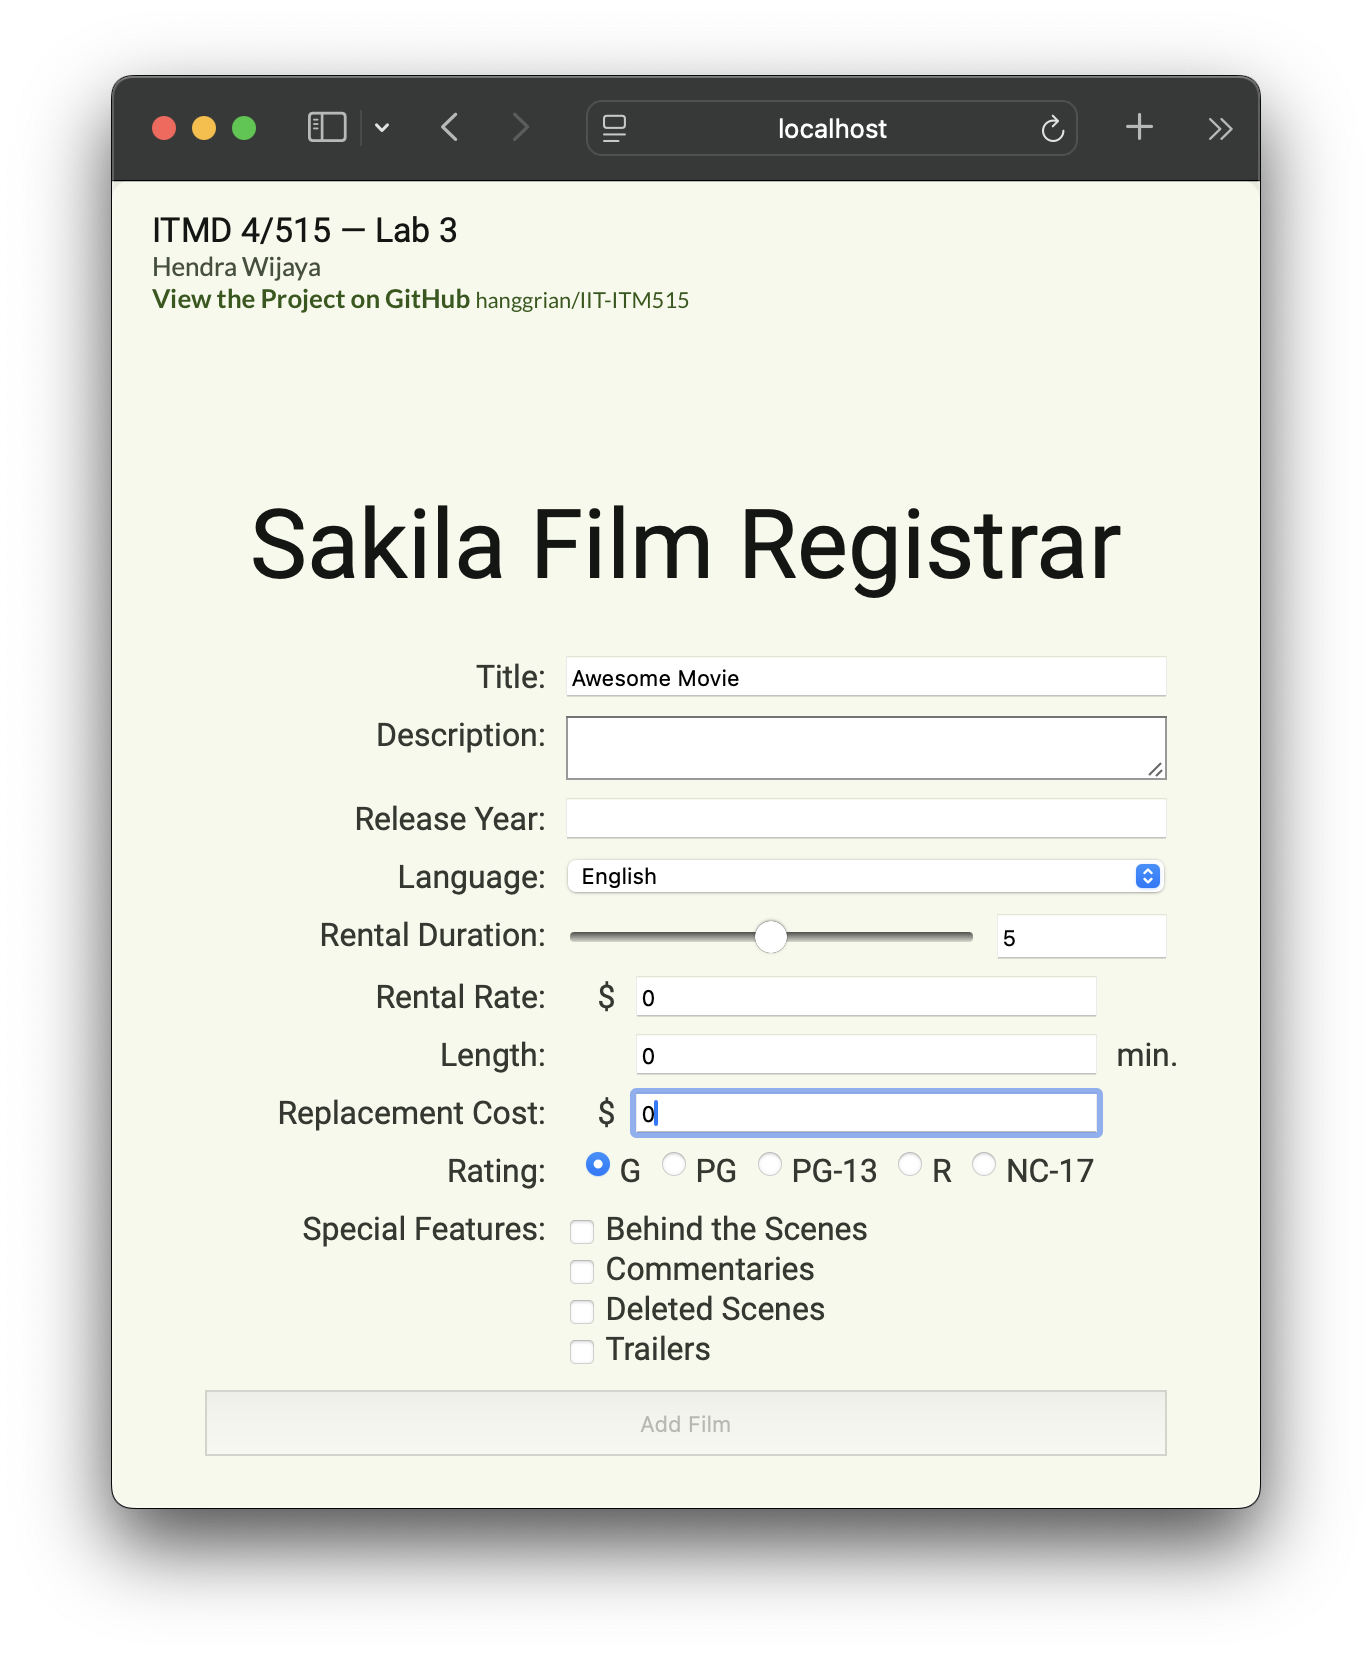 localhost
ITMD 4/515 — Lab 3
Hendra Wijaya
View the Project on GitHub hanggrian/IIT-ITM515
Sakila Film Registrar
Title: Awesome Movie
Description:
Release Year:
Language: English
Rental Duration: 5
Rental Rate: $ 0
Length: 0 min.
Replacement Cost: $ 0
Rating: G PG PG-13 R NC-17
Special Features: Behind the Scenes
Commentaries
Deleted Scenes
Trailers
Add Film